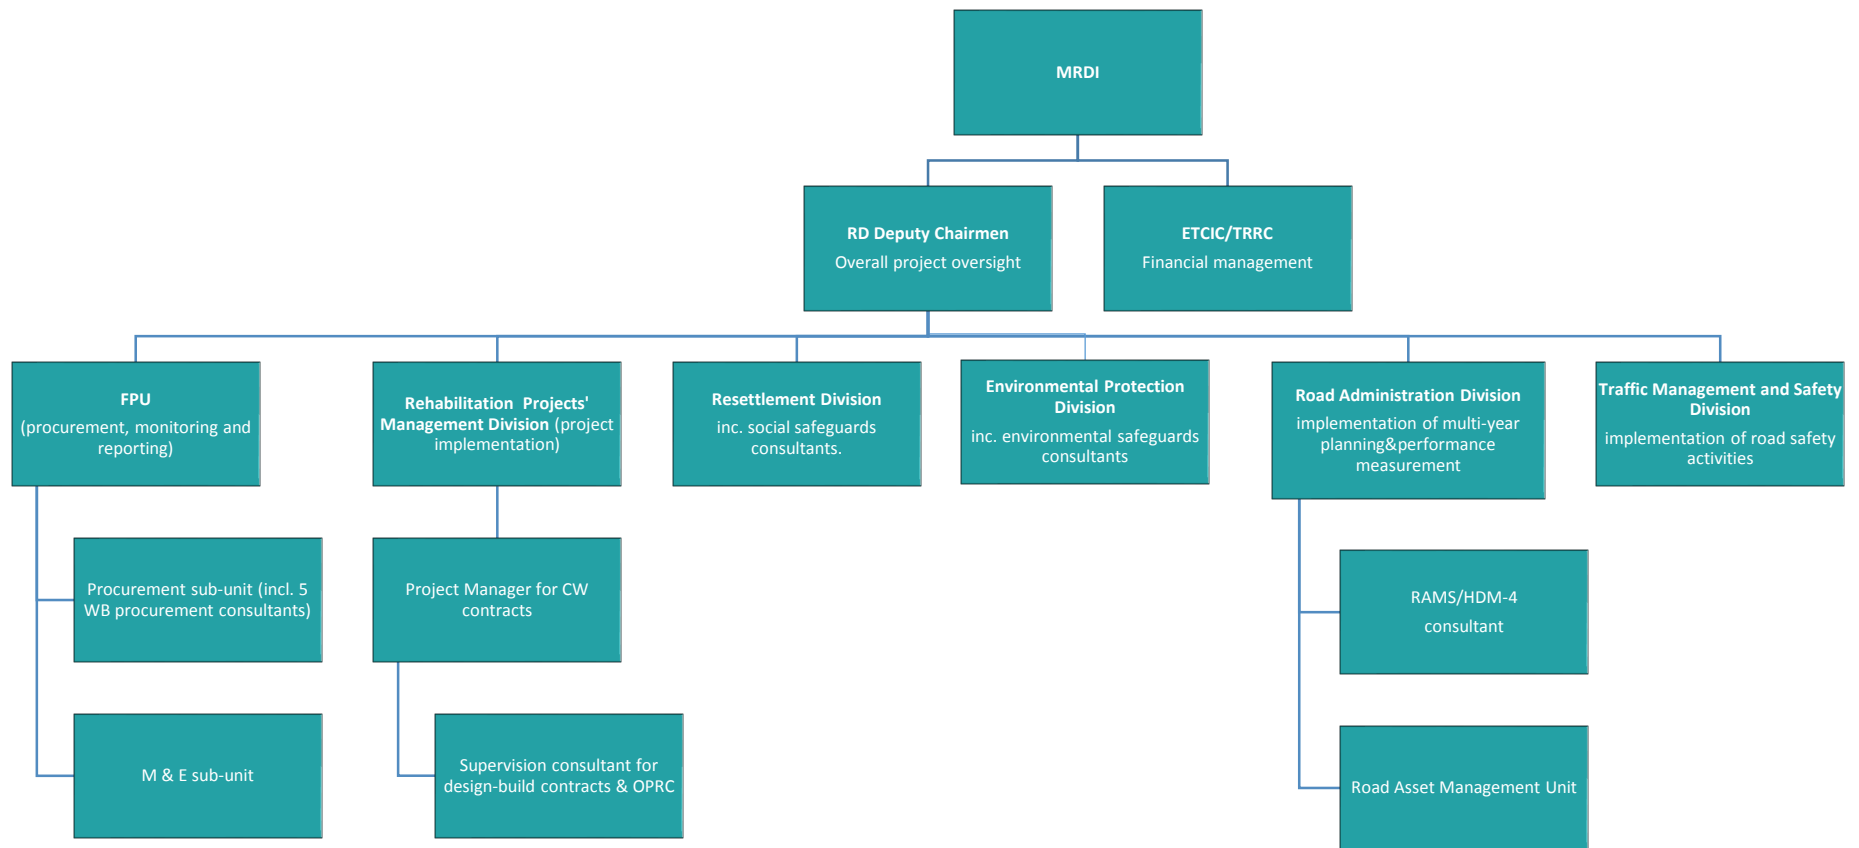 MRDI
RD Deputy Chairmen
Overall project oversight
ETCIC/TRRC
Financial management
FPU
(procurement, monitoring and
reporting)
Rehabilitation Projects'
Management Division (project
implementation)
Resettlement Division
inc. social safeguards
consultants.
Environmental Protection
Division
inc. environmental safeguards
consultants
Road Administration Division
implementation of multi-year
planning&performance
measurement
Traffic Management and Safety
Division
implementation of road safety
activities
Procurement sub-unit (incl. 5
WB procurement consultants)
Project Manager for CW
contracts
RAMS/HDM-4
consultant
M & E sub-unit
Supervision consultant for
design-build contracts & OPRC
Road Asset Management Unit